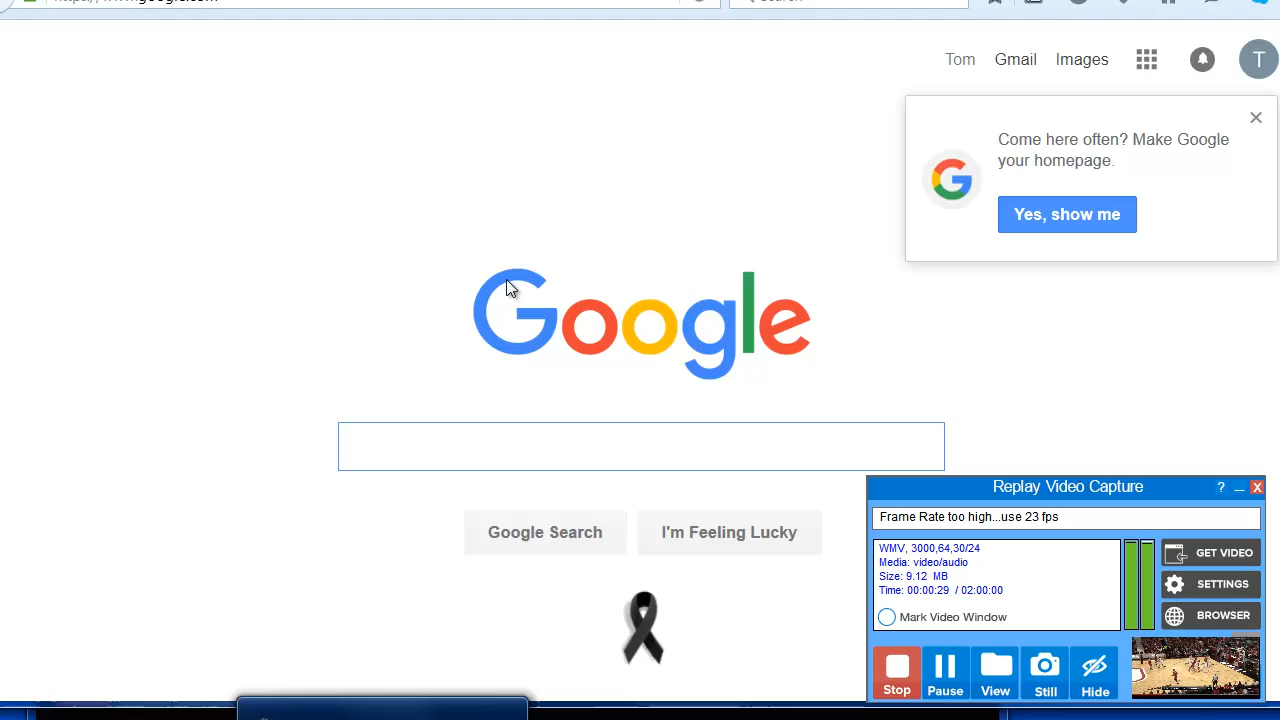 Tom Gmail Images T
Come here often? Make Google
your homepage.
Yes, show me
Google
Google Search I'm Feeling Lucky
Replay Video Capture ? X
Frame Rate too high...use 23 fps
WMV, 3000,64,30/24
Media: video/audio
Size: 9.12 MB
Time: 00:00:29 / 02:00:00
Mark Video Window
GET VIDEO
SETTINGS
BROWSER
Stop Pause View Still Hide